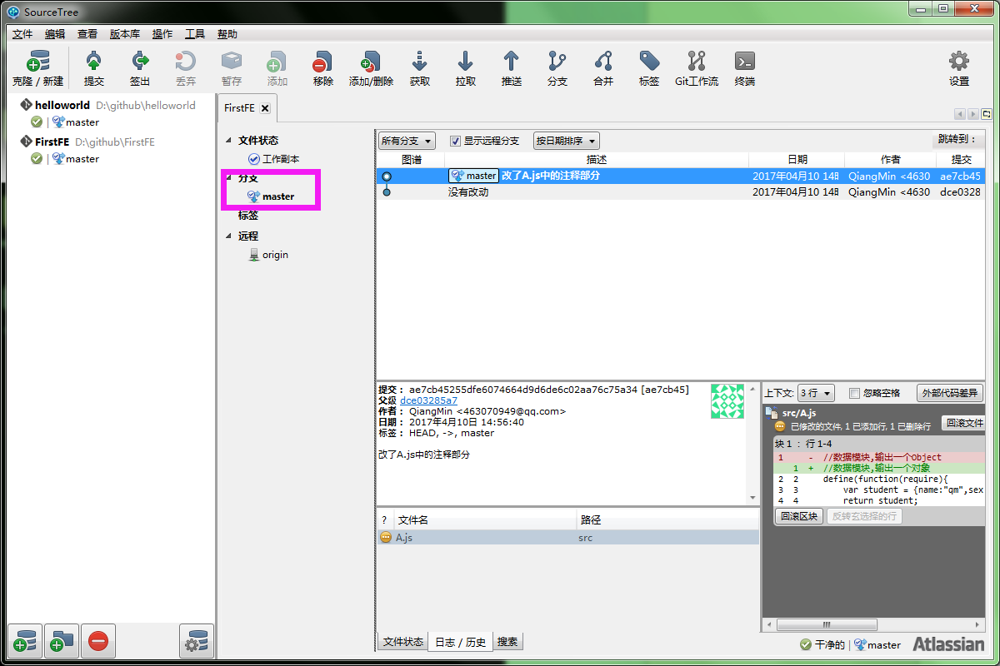 SourceTree
文件 编辑 查看 版本库 操作 工具 帮助
克隆 / 新建 提交 签出 丢弃 暂存 添加 移除 添加/删除 获取 拉取 推送 分支 合并 标签 Git工作流 终端 设置
helloworld D:\github\helloworld
master
FirstFE D:\github\FirstFE
master
FirstFE
文件状态
工作副本
分支
master
标签
远程
origin
所有分支 显示远程分支 按日期排序 跳转到：
图谱 描述 日期 作者 提交
master 改了A.js中的注释部分 2017年04月10 14 QiangMin <4630 ae7cb45
没有改动 2017年04月10 14 QiangMin <4630 dce0328
提交： ae7cb45255dfe6074664d9d6de6c02aa76c75a34 [ae7cb45]
父级 dce03285a7
作者： QiangMin <463070949@qq.com>
日期： 2017年4月10日 14:56:40
标签： HEAD, ->, master
改了A.js中的注释部分
? 文件名 路径
A.js src
文件状态 日志 / 历史 搜索
上下文: 3 行 忽略空格 外部代码差异
src/A.js
已修改的文件, 1 已添加行, 1 已删除行 回滚文件
块 1 ： 行 1-4
1 - //数据模块,输出一个Object
1 + //数据模块,输出一个对象
2 2 define(function(require){
3 3 var student = {name:"qm",sex
4 4 return student;
回滚区块 反转玄选择的行
干净的 master Atlassian